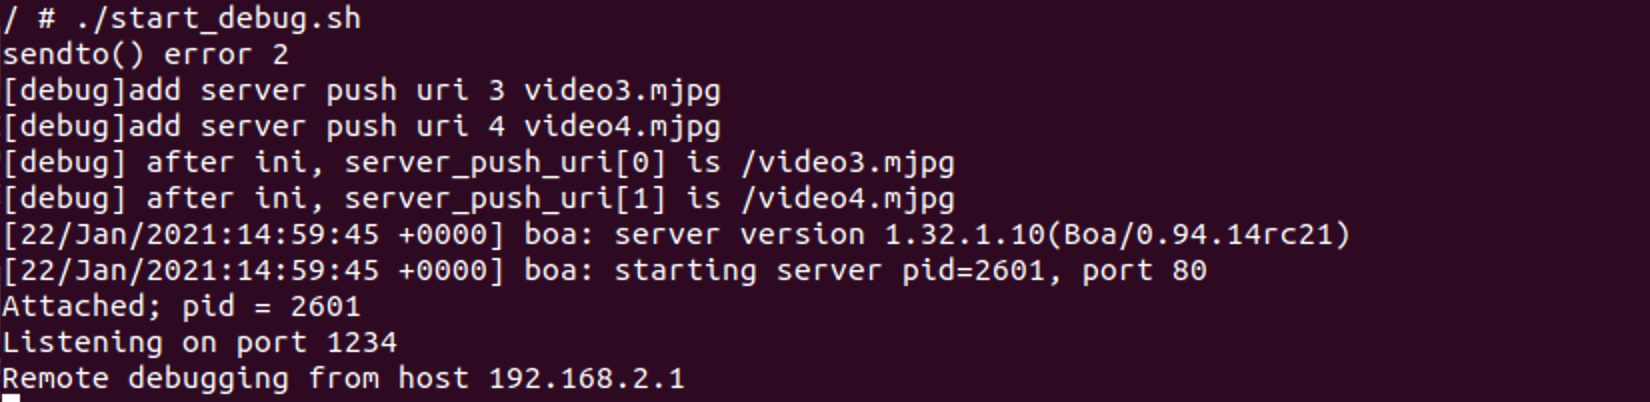 / # ./start_debug.sh
sendto() error 2
[debug]add server push uri 3 video3.mjpg
[debug]add server push uri 4 video4.mjpg
[debug] after ini, server_push_uri[0] is /video3.mjpg
[debug] after ini, server_push_uri[1] is /video4.mjpg
[22/Jan/2021:14:59:45 +0000] boa: server version 1.32.1.10(Boa/0.94.14rc21)
[22/Jan/2021:14:59:45 +0000] boa: starting server pid=2601, port 80
Attached; pid = 2601
Listening on port 1234
Remote debugging from host 192.168.2.1